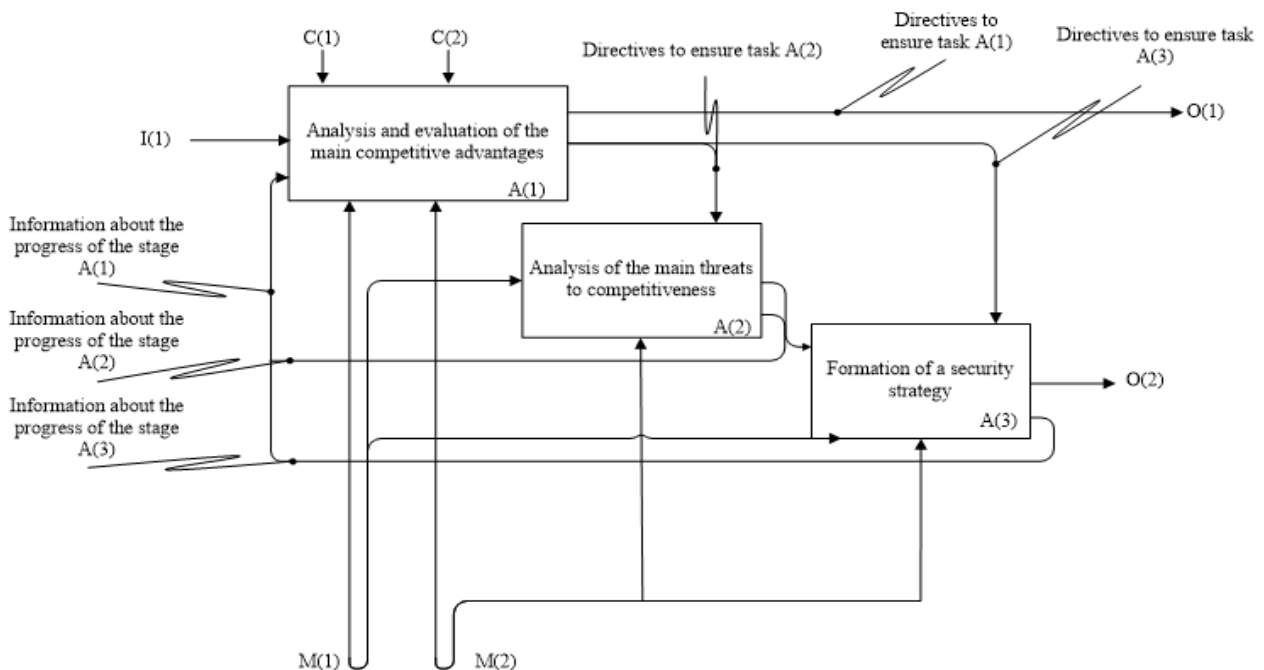 C(1)
C(2)
Directives to ensure task A(2)
Directives to
ensure task A(1)
Directives to ensure task
A(3)
I(1)
Analysis and evaluation of the
main competitive advantages
A(1)
O(1)
Information about the
progress of the stage
A(1)
Analysis of the main threats
to competitiveness
A(2)
Information about the
progress of the stage
A(2)
Formation of a security
strategy
A(3)
O(2)
Information about the
progress of the stage
A(3)
M(1)
M(2)